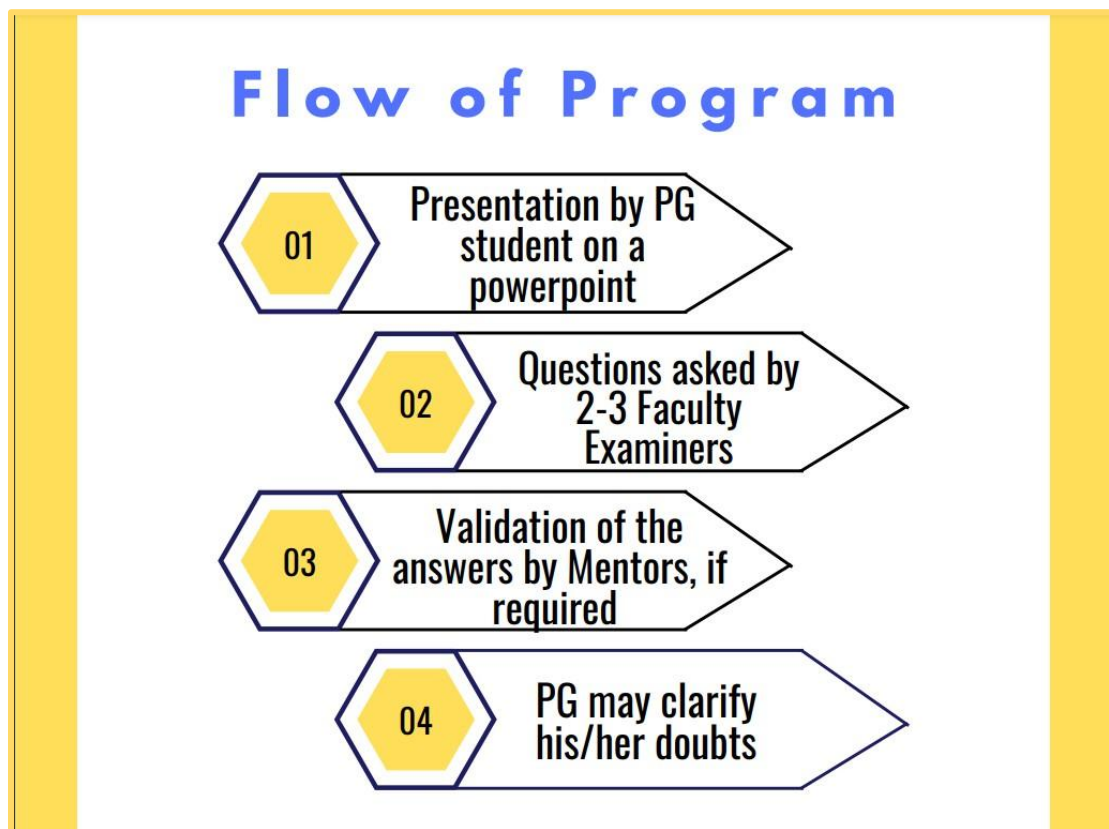 Flow of Program
01
Presentation by PG
student on a
powerpoint
02
Questions asked by
2-3 Faculty
Examiners
03
Validation of the
answers by Mentors, if
required
04
PG may clarify
his/her doubts